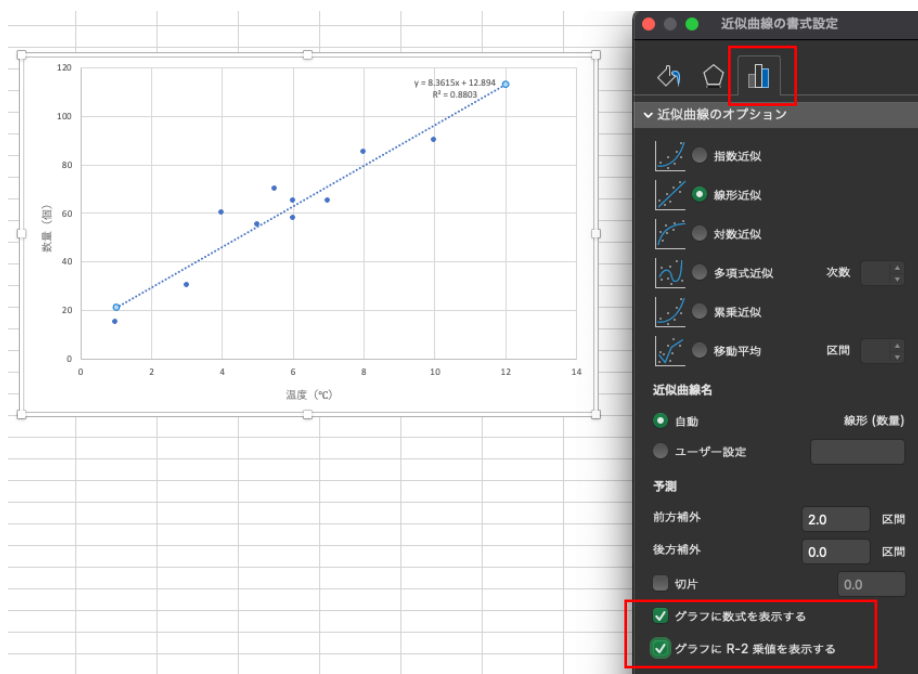 近似曲線の書式設定
近似曲線のオプション
指数近似
線形近似
対数近似
多項式近似 次数
累乗近似
移動平均 区間
近似曲線名
自動 線形 (数量)
ユーザー設定
予測
前方補外 2.0 区間
後方補外 0.0 区間
切片 0.0
グラフに数式を表示する
グラフに R-2 乗値を表示する
y = 8.3615x + 12.894
R² = 0.8803
120
100
80
60
40
20
0
数量（個）
0 2 4 6 8 10 12 14
温度（℃）